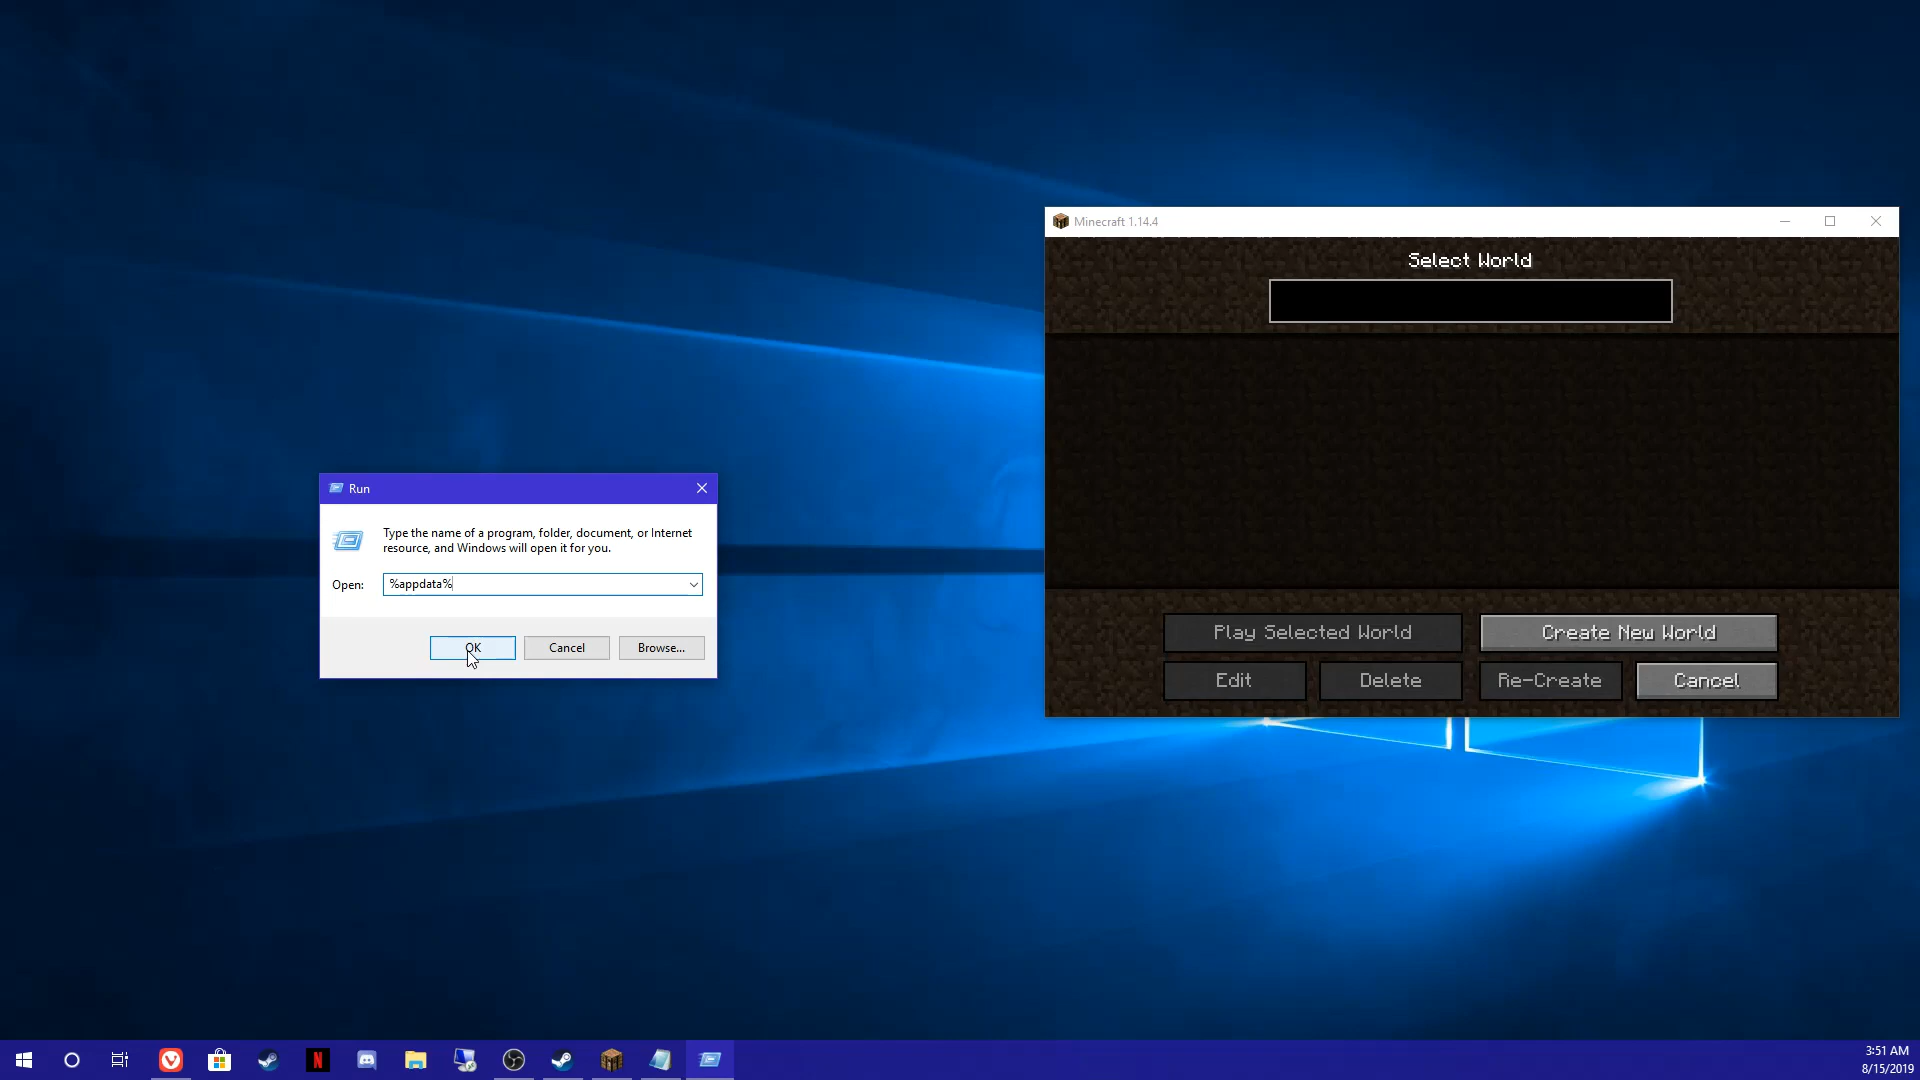 Minecraft 1.14.4
Select World
Run
Type the name of a program, folder, document, or Internet
resource, and Windows will open it for you.
Open: %appdata%
OK Cancel Browse...
Play Selected World Create New World
Edit Delete Re-Create Cancel
3:51 AM
8/15/2019